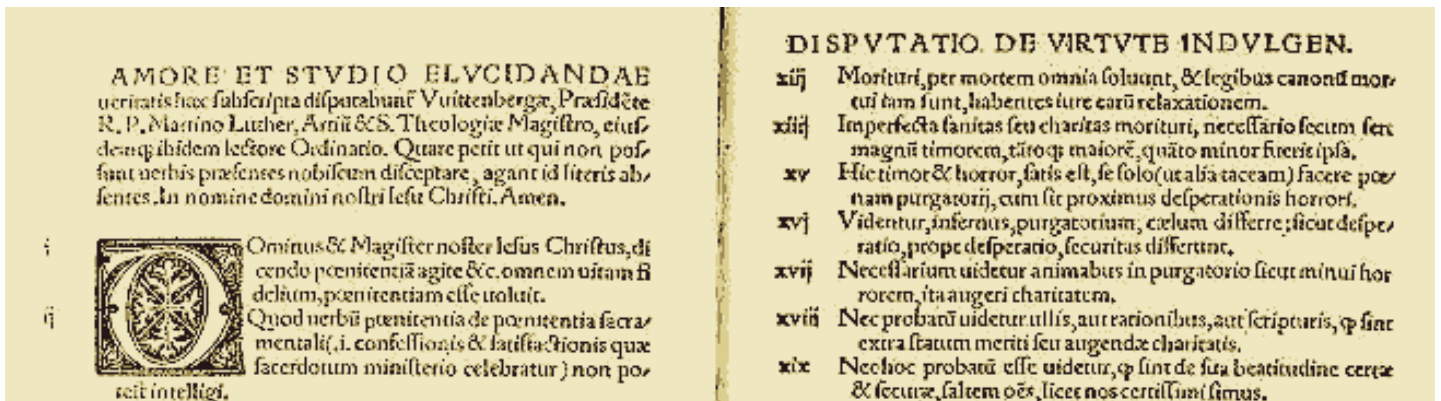 AMORE ET STVDIO ELVCIDANDAE
ueritatis hæc subscripta disputabunť Vuittenbergæ, Præsidēte
R. P. Martino Luther, Artiū & S. Theologiæ Magistro, eius-
demq; ibidem lectore Ordinario. Quare petit ut qui non pos-
sunt uerbis præsentes nobiscum disceptare, agant id literis ab-
sentes. In nomine domini nostri Iesu Christi. Amen.
i Ominus & Magister noster Iesus Christus, di
cendo pœnitentiā agite &c. omnem uitam fi
delium, pœnitentiam esse uoluit.
ij Quod uerbū pœnitentia de pœnitentia sacra-
mentali (.i. confessionis & satisfactionis quæ
sacerdotum ministerio celebratur) non po-
test intelligi.
DISPVTATIO DE VIRTVTE INDVLGEN.
xiij Morituri, per mortem omnia soluunt, & legibus canonū mor-
tui iam sunt, habentes iure earū relaxationem.
xiiij Imperfecta sanitas seu charitas morituri, necessario secum fert
magnū timorem, tātoq; maiorē, quāto minor fuerit ipsa.
xv Hic timor & horror, satis est, se solo (ut alia taceam) facere pœ-
nam purgatorij, cum sit proximus desperationis horrori.
xvj Videntur, infernus, purgatorium, cælum differre; sicut despe-
ratio, prope desperatio, securitas differunt.
xvij Necessarium uidetur animabus in purgatorio sicut minui hor
rorem, ita augeri charitatem.
xviij Nec probatū uidetur ullis, aut rationibus, aut scripturis, ꝙ sint
extra statum meriti seu augendæ charitatis.
xix Nec hoc probatū esse uidetur, ꝙ sint de sua beatitudine certæ
& securæ, saltem oēs, licet nos certissimi simus.